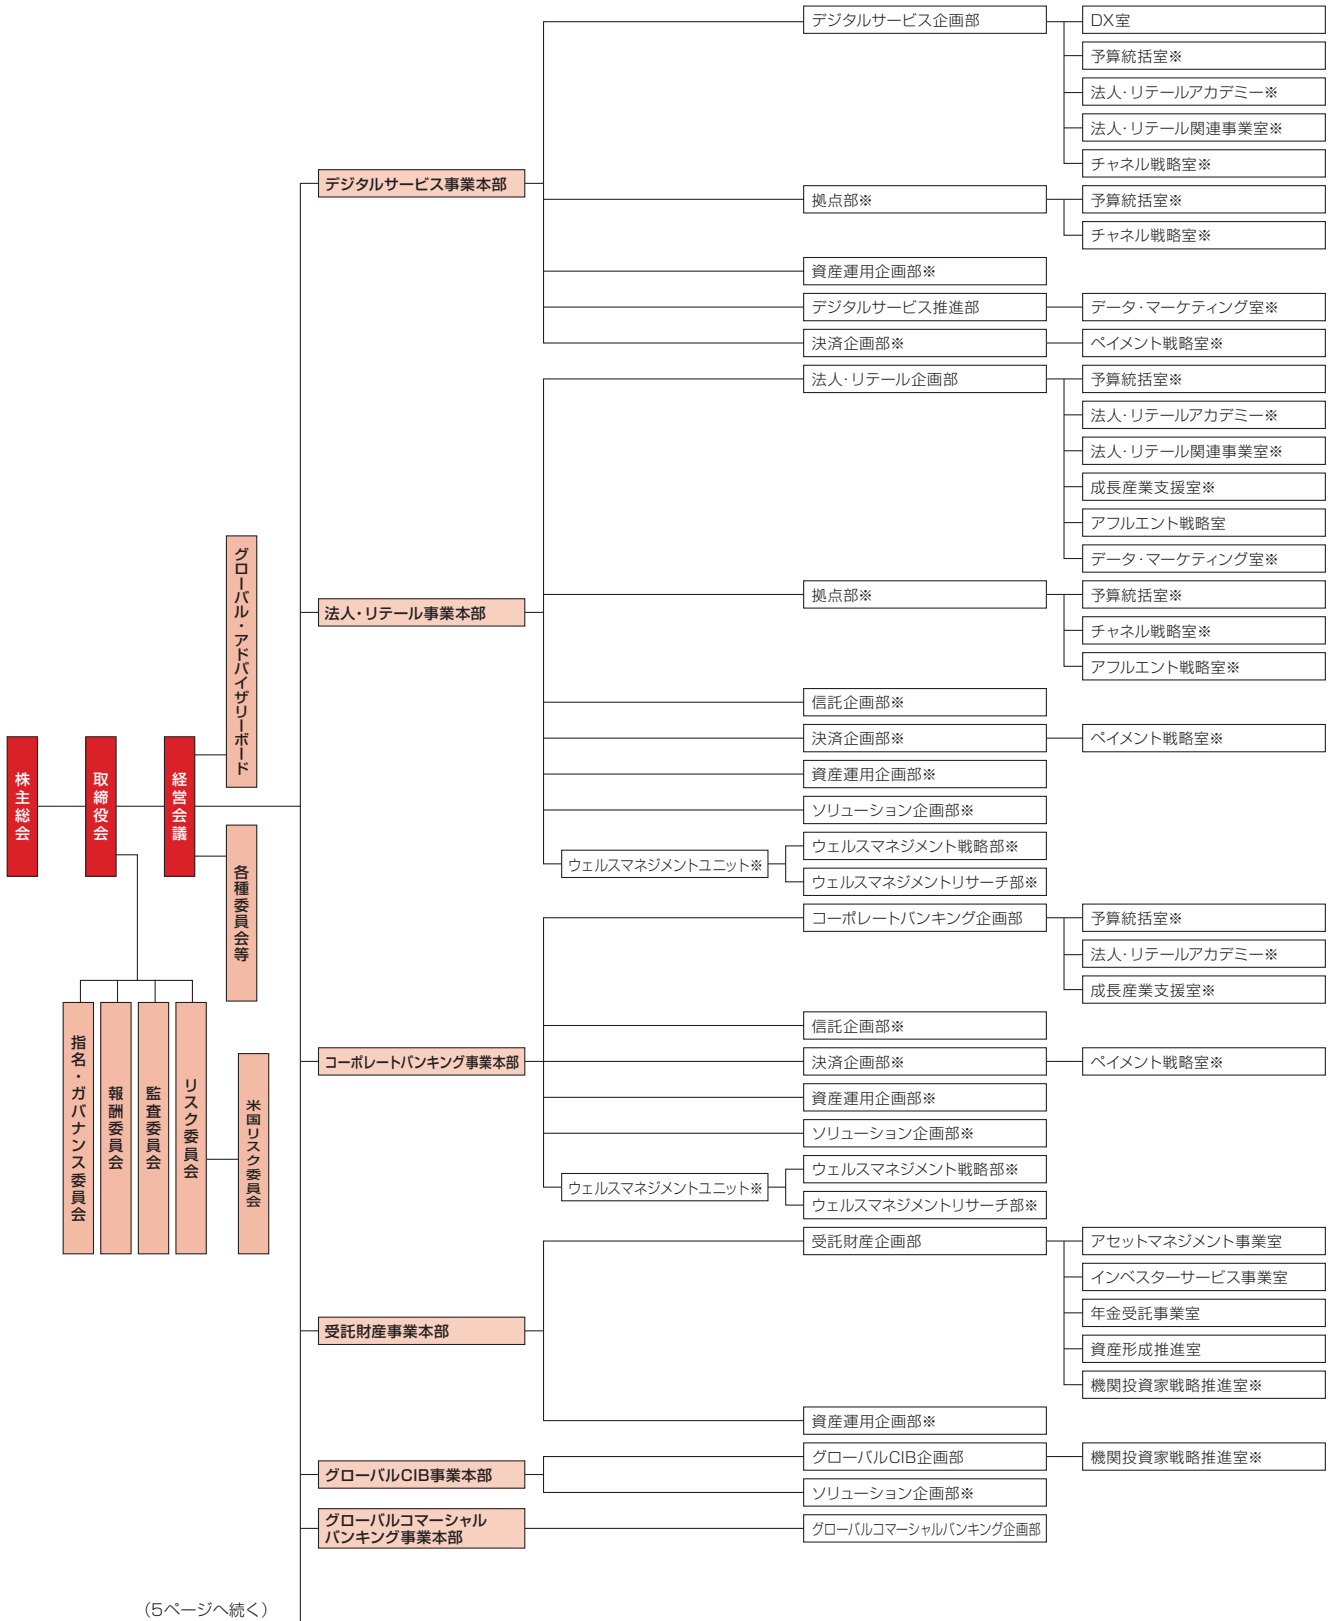 株主総会
取締役会
経営会議
グローバル・アドバイザリーボード
各種委員会等
指名・ガバナンス委員会
報酬委員会
監査委員会
リスク委員会
米国リスク委員会
デジタルサービス事業本部
デジタルサービス企画部
DX室
予算統括室※
法人・リテールアカデミー※
法人・リテール関連事業室※
チャネル戦略室※
拠点部※
予算統括室※
チャネル戦略室※
資産運用企画部※
デジタルサービス推進部
データ・マーケティング室※
決済企画部※
ペイメント戦略室※
法人・リテール事業本部
法人・リテール企画部
予算統括室※
法人・リテールアカデミー※
法人・リテール関連事業室※
成長産業支援室※
アフルエント戦略室
データ・マーケティング室※
拠点部※
予算統括室※
チャネル戦略室※
アフルエント戦略室※
信託企画部※
決済企画部※
ペイメント戦略室※
資産運用企画部※
ソリューション企画部※
ウェルスマネジメントユニット※
ウェルスマネジメント戦略部※
ウェルスマネジメントリサーチ部※
コーポレートバンキング事業本部
コーポレートバンキング企画部
予算統括室※
法人・リテールアカデミー※
成長産業支援室※
信託企画部※
決済企画部※
ペイメント戦略室※
資産運用企画部※
ソリューション企画部※
ウェルスマネジメントユニット※
ウェルスマネジメント戦略部※
ウェルスマネジメントリサーチ部※
受託財産事業本部
受託財産企画部
アセットマネジメント事業室
インベスターサービス事業室
年金受託事業室
資産形成推進室
機関投資家戦略推進室※
資産運用企画部※
グローバルCIB事業本部
グローバルCIB企画部
機関投資家戦略推進室※
ソリューション企画部※
グローバルコマーシャル
バンキング事業本部
グローバルコマーシャルバンキング企画部
(5ページへ続く)